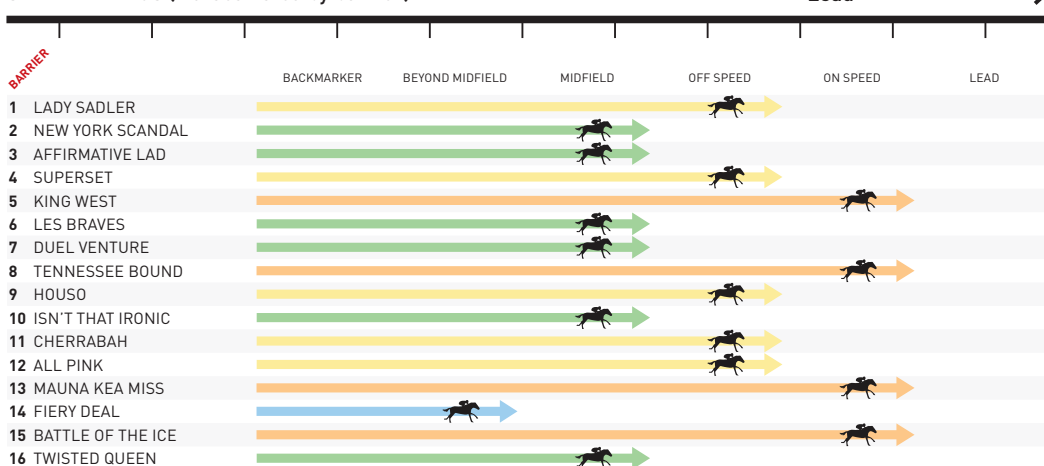 BARRIER
BACKMARKER BEYOND MIDFIELD MIDFIELD OFF SPEED ON SPEED LEAD
1 LADY SADLER
2 NEW YORK SCANDAL
3 AFFIRMATIVE LAD
4 SUPERSET
5 KING WEST
6 LES BRAVES
7 DUEL VENTURE
8 TENNESSEE BOUND
9 HOUSO
10 ISN'T THAT IRONIC
11 CHERRABAH
12 ALL PINK
13 MAUNA KEA MISS
14 FIERY DEAL
15 BATTLE OF THE ICE
16 TWISTED QUEEN